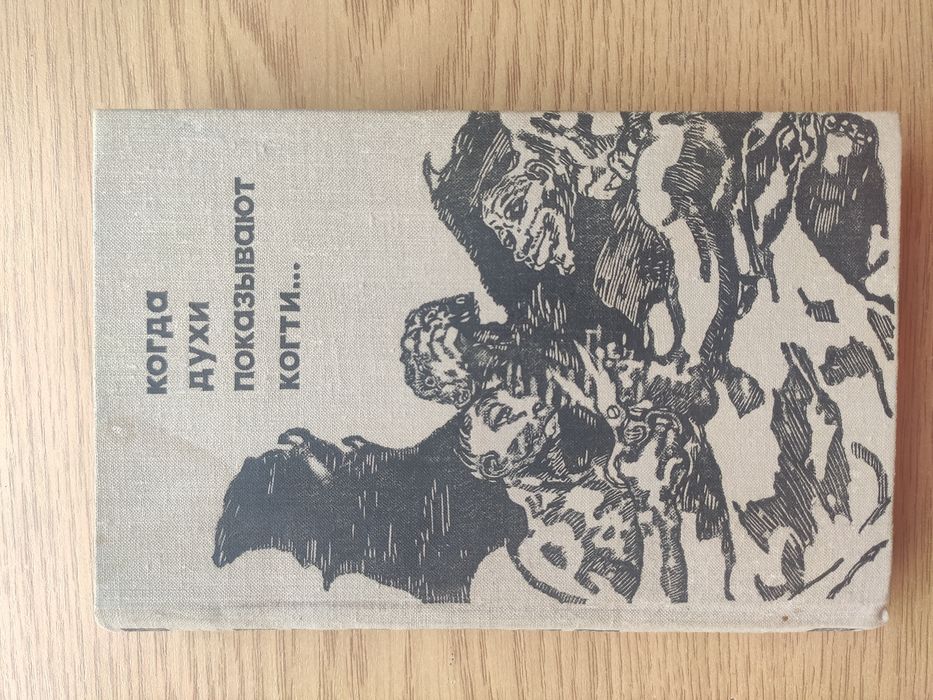 когда
духи
показывают
когти...